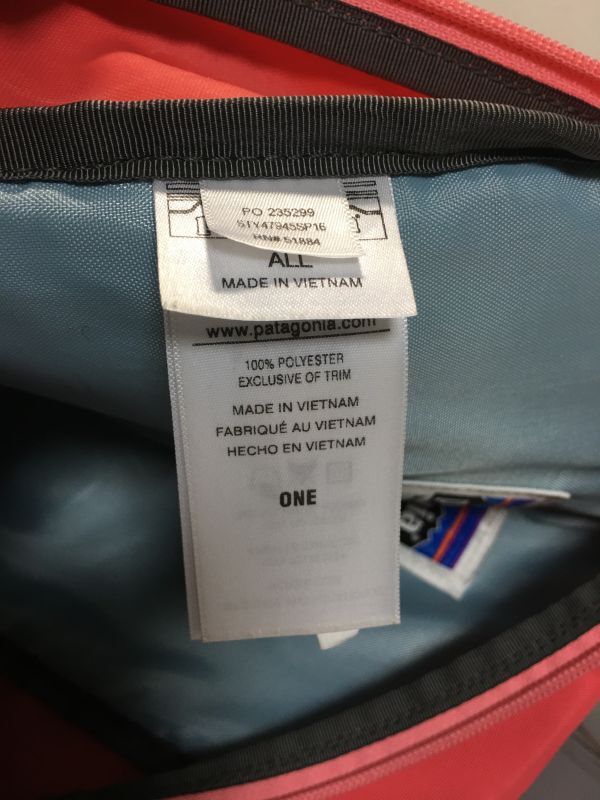 PO 235299
STY47945SP16
RN# 51884
ALL
MADE IN VIETNAM
www.patagonia.com
100% POLYESTER
EXCLUSIVE OF TRIM
MADE IN VIETNAM
FABRIQUÉ AU VIETNAM
HECHO EN VIETNAM
ONE